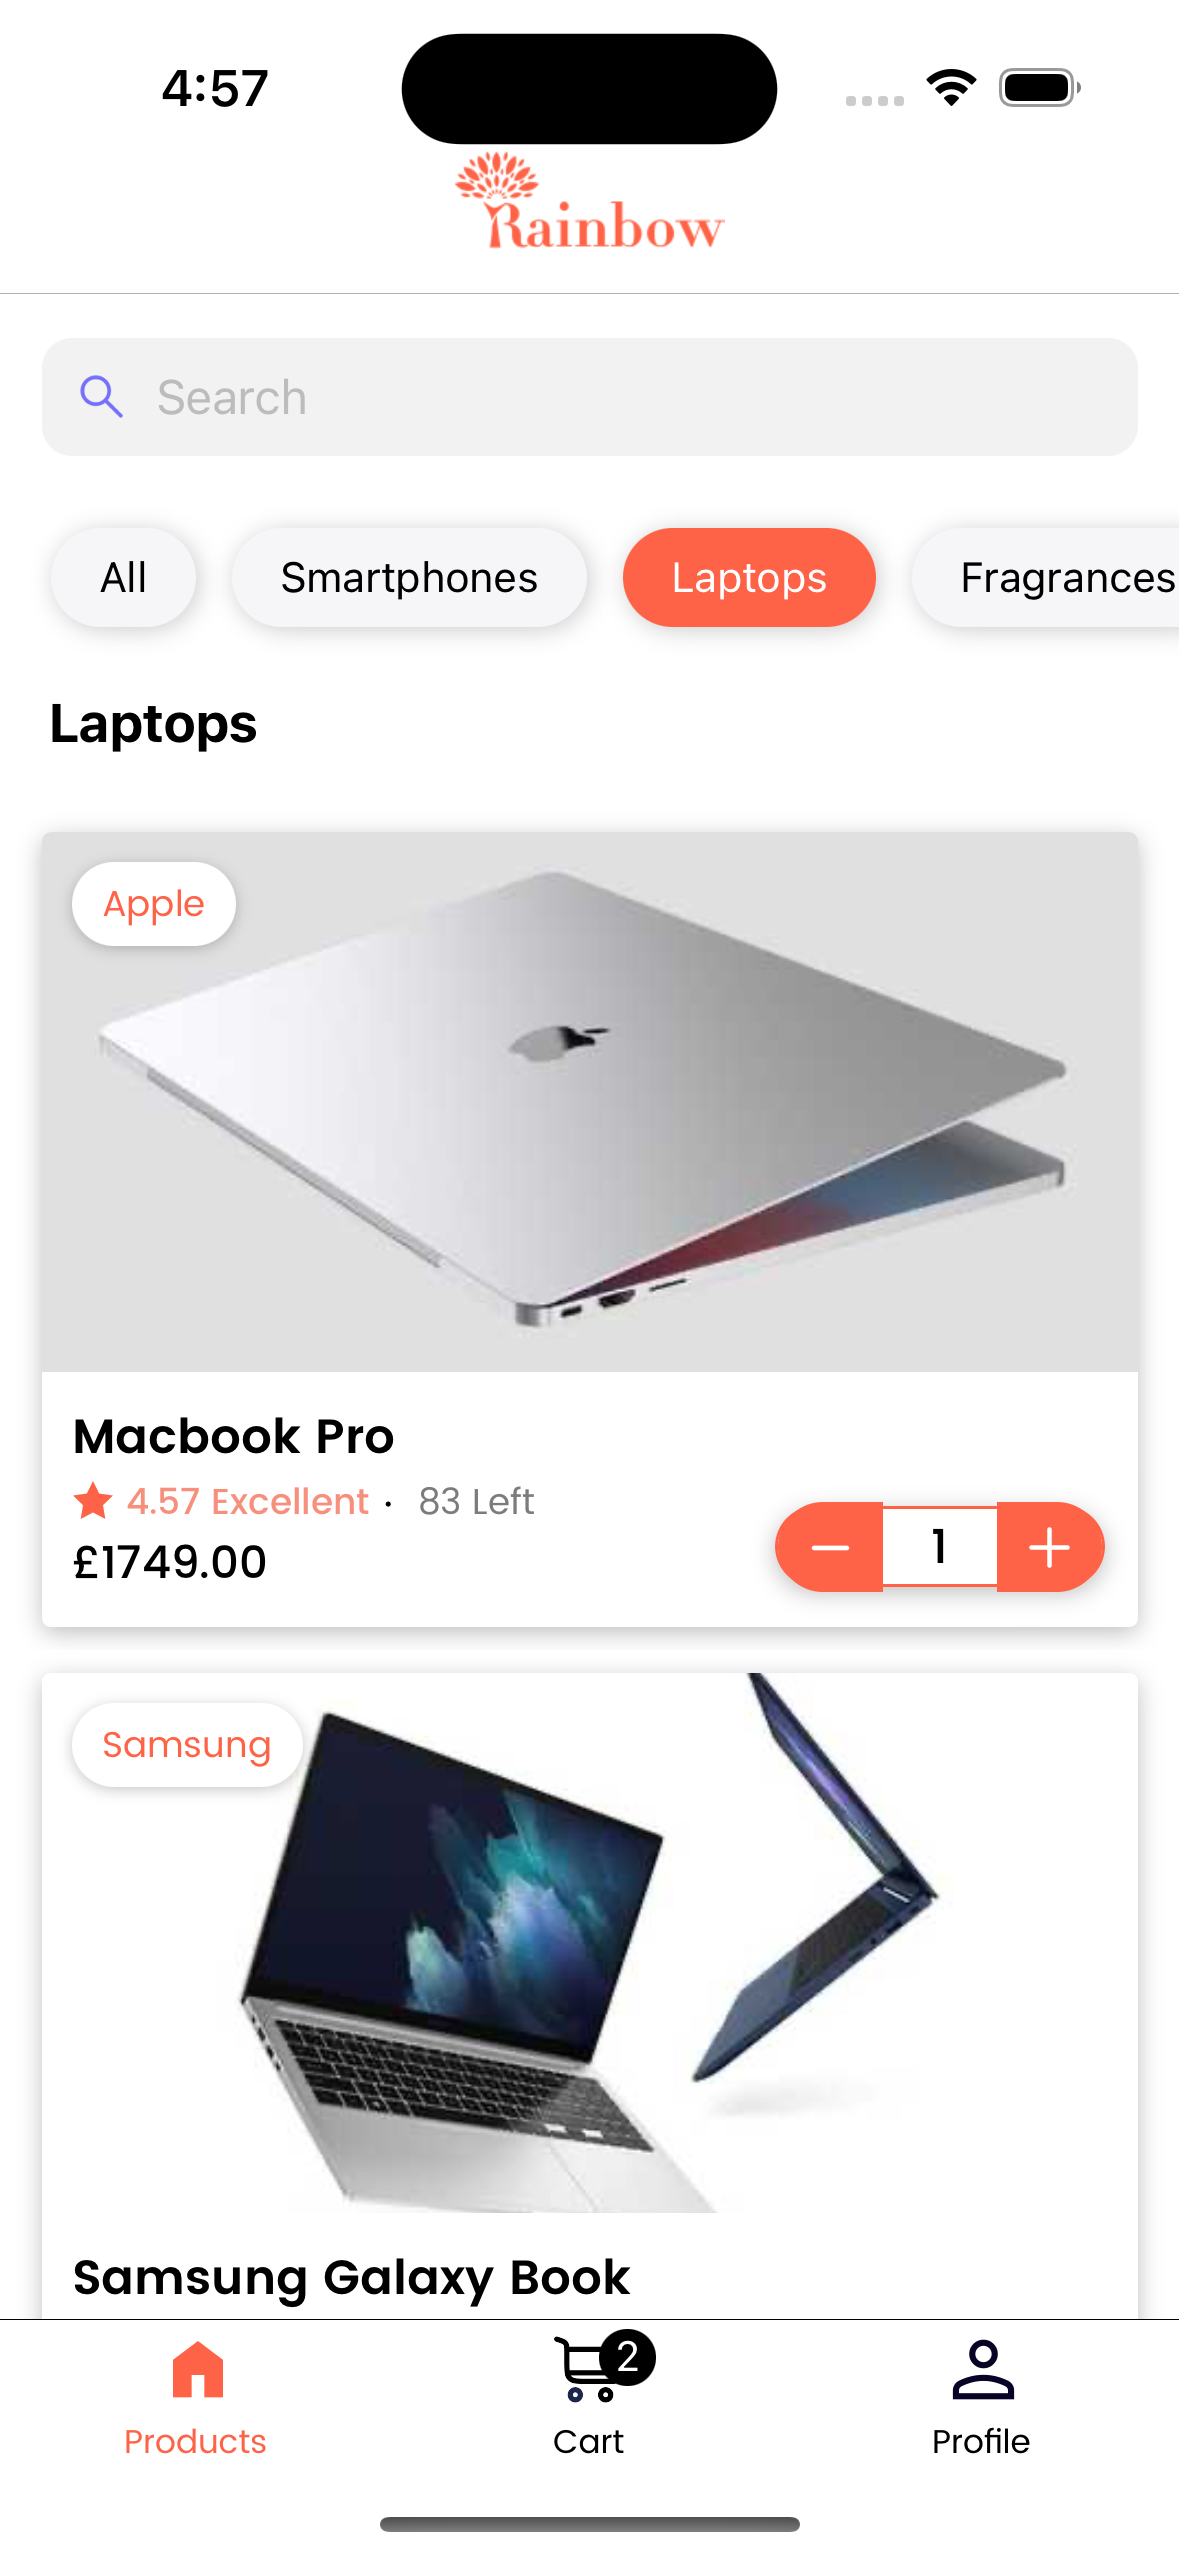 4:57
Rainbow
Search
All Smartphones Laptops Fragrances
Laptops
Apple
Macbook Pro
4.57 Excellent · 83 Left
£1749.00
1
Samsung
Samsung Galaxy Book
2
Products Cart Profile